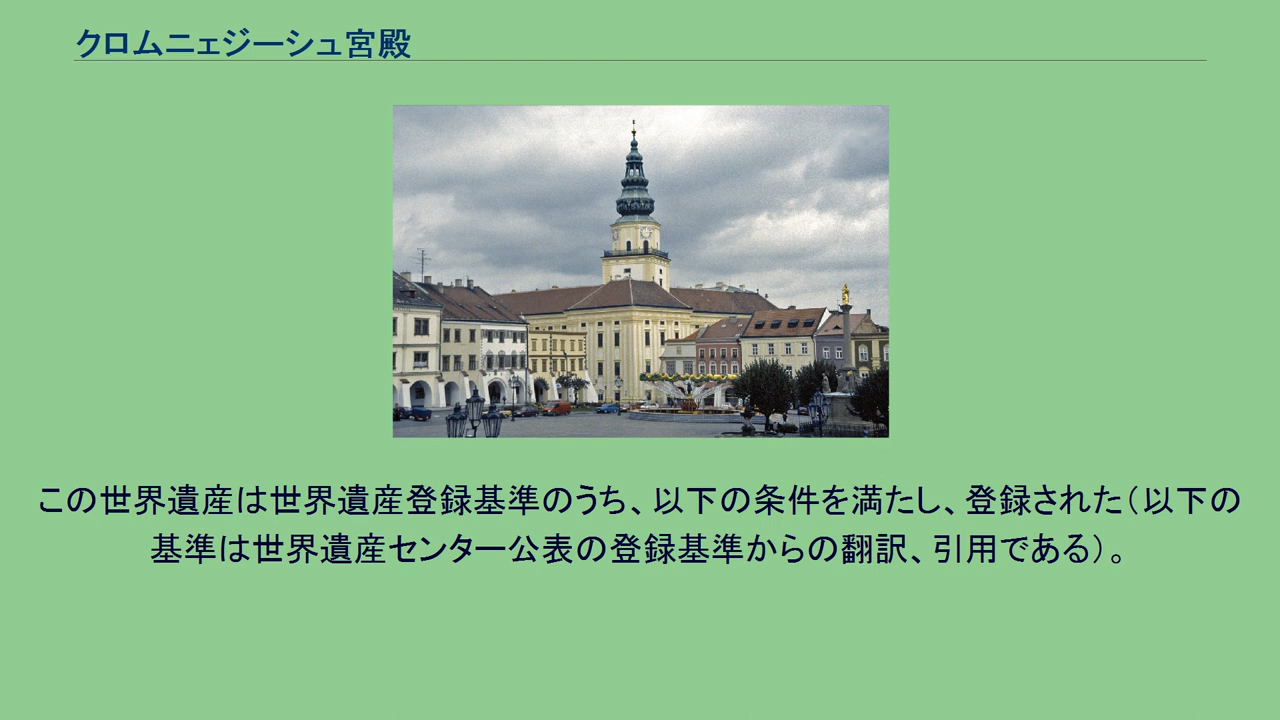 クロムニェジーシュ宮殿
この世界遺産は世界遺産登録基準のうち、以下の条件を満たし、登録された（以下の
基準は世界遺産センター公表の登録基準からの翻訳、引用である）。